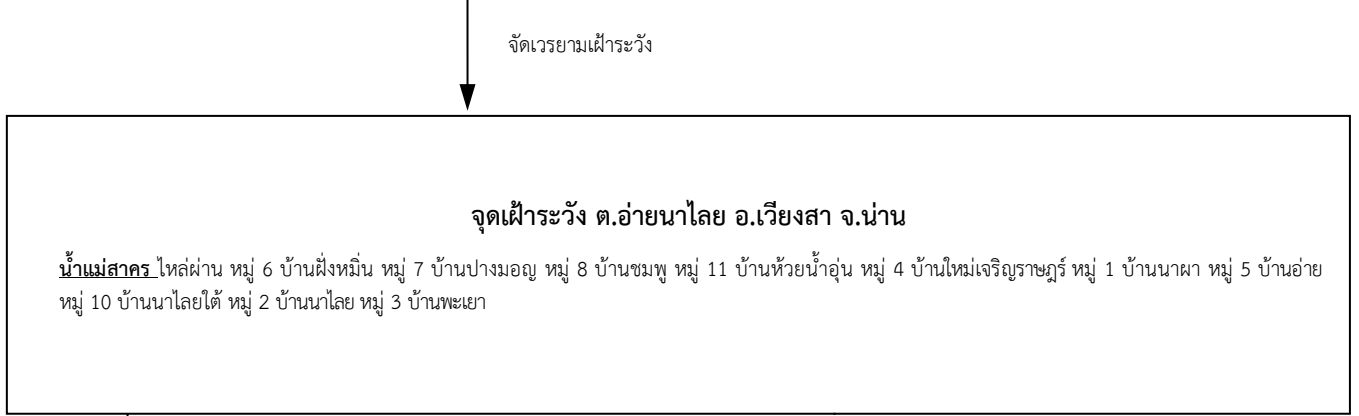 จัดเวรยามเฝ้าระวัง
จุดเฝ้าระวัง ต.อ่ายนาไลย อ.เวียงสา จ.น่าน
น้ำแม่สาคร ไหล่ผ่าน หมู่ 6 บ้านฝั่งหมิ่น หมู่ 7 บ้านปางมอญ หมู่ 8 บ้านชมพู หมู่ 11 บ้านห้วยน้ำอุ่น หมู่ 4 บ้านใหม่เจริญราษฎร์ หมู่ 1 บ้านนาผา หมู่ 5 บ้านอ่าย
หมู่ 10 บ้านนาไลยใต้ หมู่ 2 บ้านนาไลย หมู่ 3 บ้านพะเยา